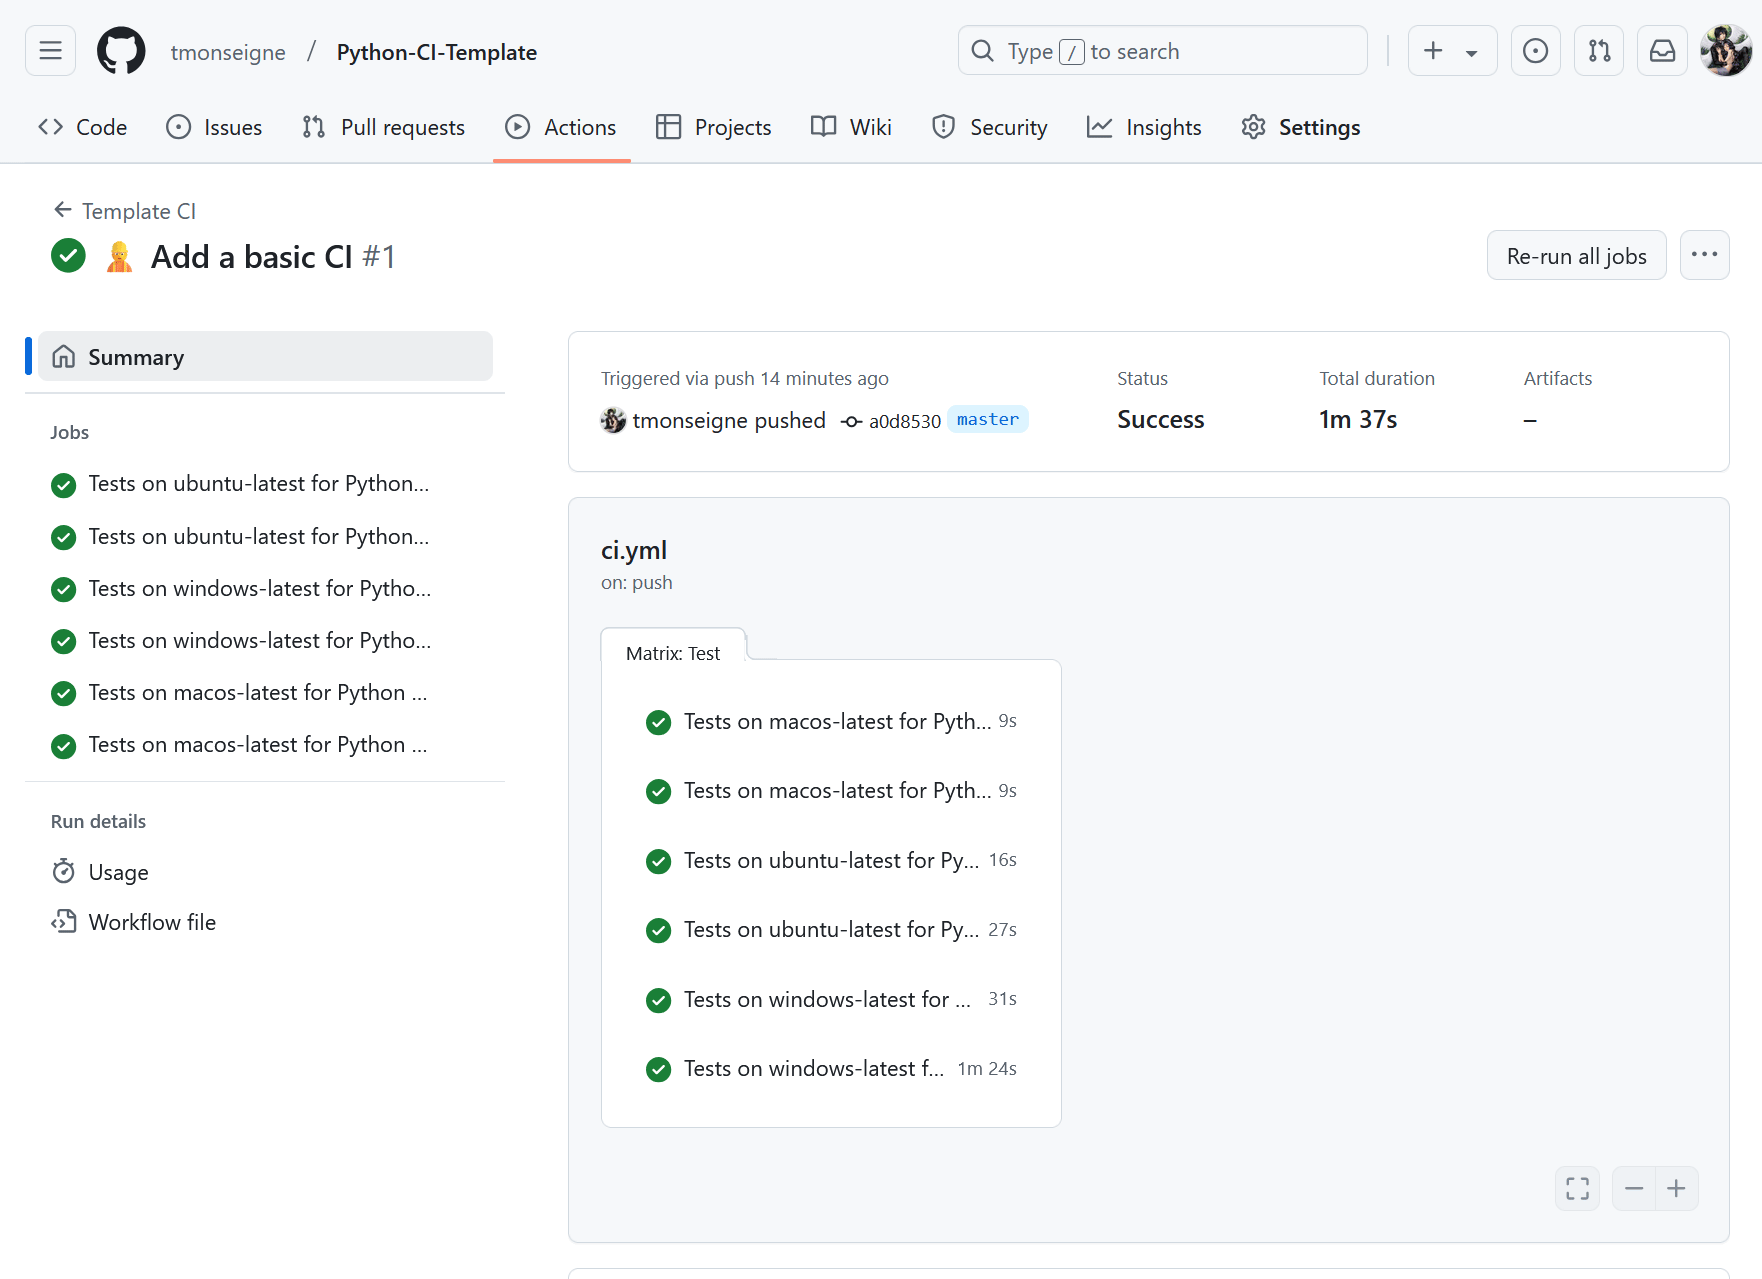 tmonseigne / Python-CI-Template
Type / to search
Code Issues Pull requests Actions Projects Wiki Security Insights Settings
Template CI
Add a basic CI #1
Re-run all jobs
Summary
Jobs
Tests on ubuntu-latest for Python...
Tests on ubuntu-latest for Python...
Tests on windows-latest for Pytho...
Tests on windows-latest for Pytho...
Tests on macos-latest for Python ...
Tests on macos-latest for Python ...
Run details
Usage
Workflow file
Triggered via push 14 minutes ago
tmonseigne pushed a0d8530 master
Status
Success
Total duration
1m 37s
Artifacts
–
ci.yml
on: push
Matrix: Test
Tests on macos-latest for Pyth... 9s
Tests on macos-latest for Pyth... 9s
Tests on ubuntu-latest for Py... 16s
Tests on ubuntu-latest for Py... 27s
Tests on windows-latest for ... 31s
Tests on windows-latest f... 1m 24s